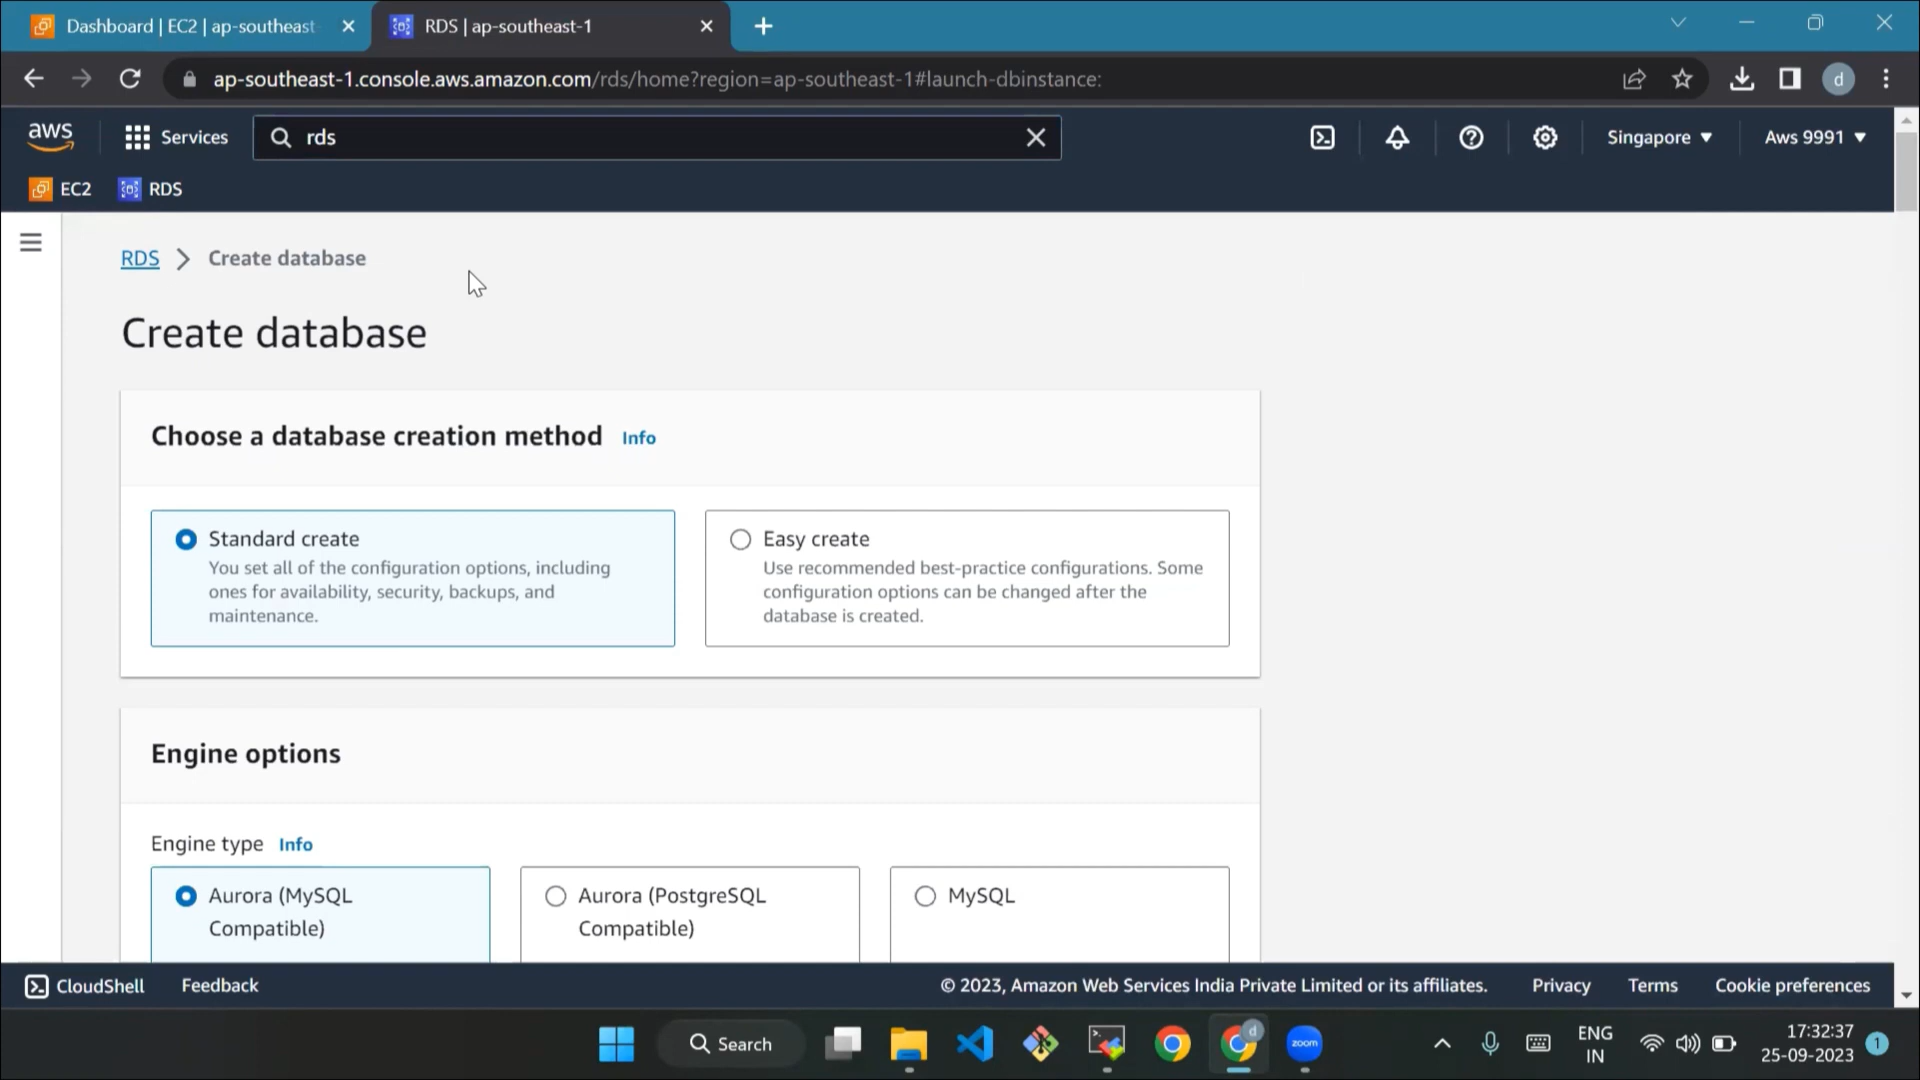 Dashboard | EC2 | ap-southeast
RDS | ap-southeast-1
ap-southeast-1.console.aws.amazon.com/rds/home?region=ap-southeast-1#launch-dbinstance:
d
aws
Services
rds
Singapore
Aws 9991
EC2
RDS
RDS
Create database
Create database
Choose a database creation method Info
Standard create
You set all of the configuration options, including
ones for availability, security, backups, and
maintenance.
Easy create
Use recommended best-practice configurations. Some
configuration options can be changed after the
database is created.
Engine options
Engine type Info
Aurora (MySQL
Compatible)
Aurora (PostgreSQL
Compatible)
MySQL
CloudShell
Feedback
© 2023, Amazon Web Services India Private Limited or its affiliates.
Privacy
Terms
Cookie preferences
Search
d
zoom
ENG
IN
17:32:37
25-09-2023
1